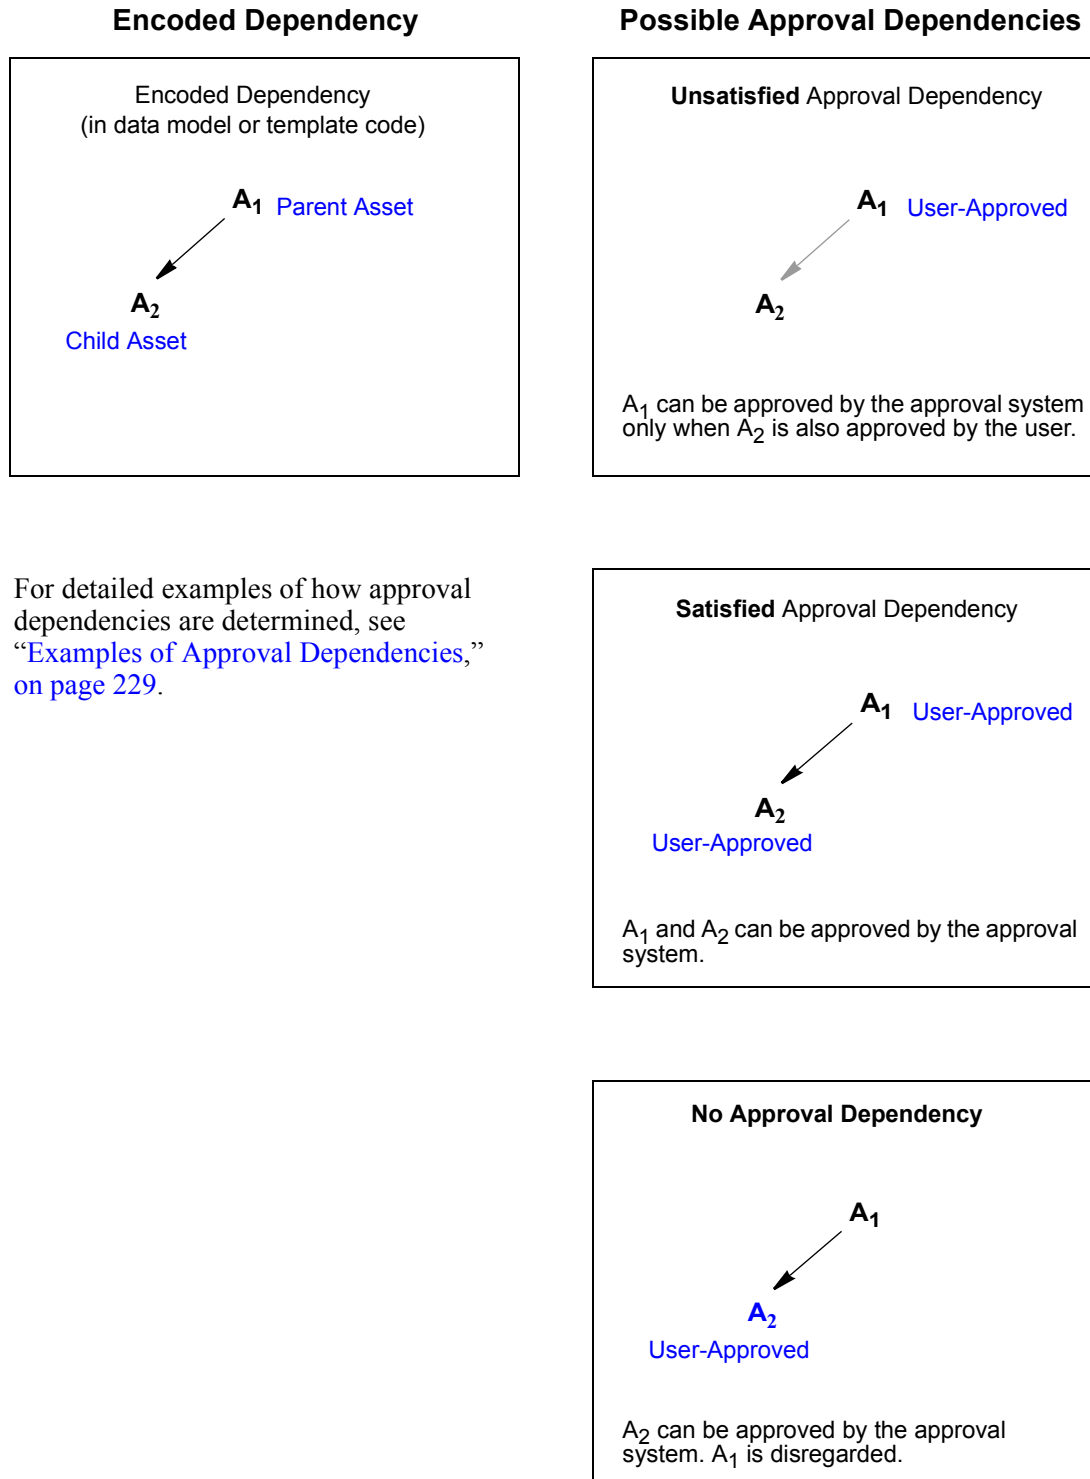 Encoded Dependency
Encoded Dependency
(in data model or template code)
A1 Parent Asset
A2
Child Asset
For detailed examples of how approval
dependencies are determined, see
“Examples of Approval Dependencies,”
on page 229.
Possible Approval Dependencies
Unsatisfied Approval Dependency
A1 User-Approved
A2
A1 can be approved by the approval system
only when A2 is also approved by the user.
Satisfied Approval Dependency
A1 User-Approved
A2
User-Approved
A1 and A2 can be approved by the approval
system.
No Approval Dependency
A1
A2
User-Approved
A2 can be approved by the approval
system. A1 is disregarded.